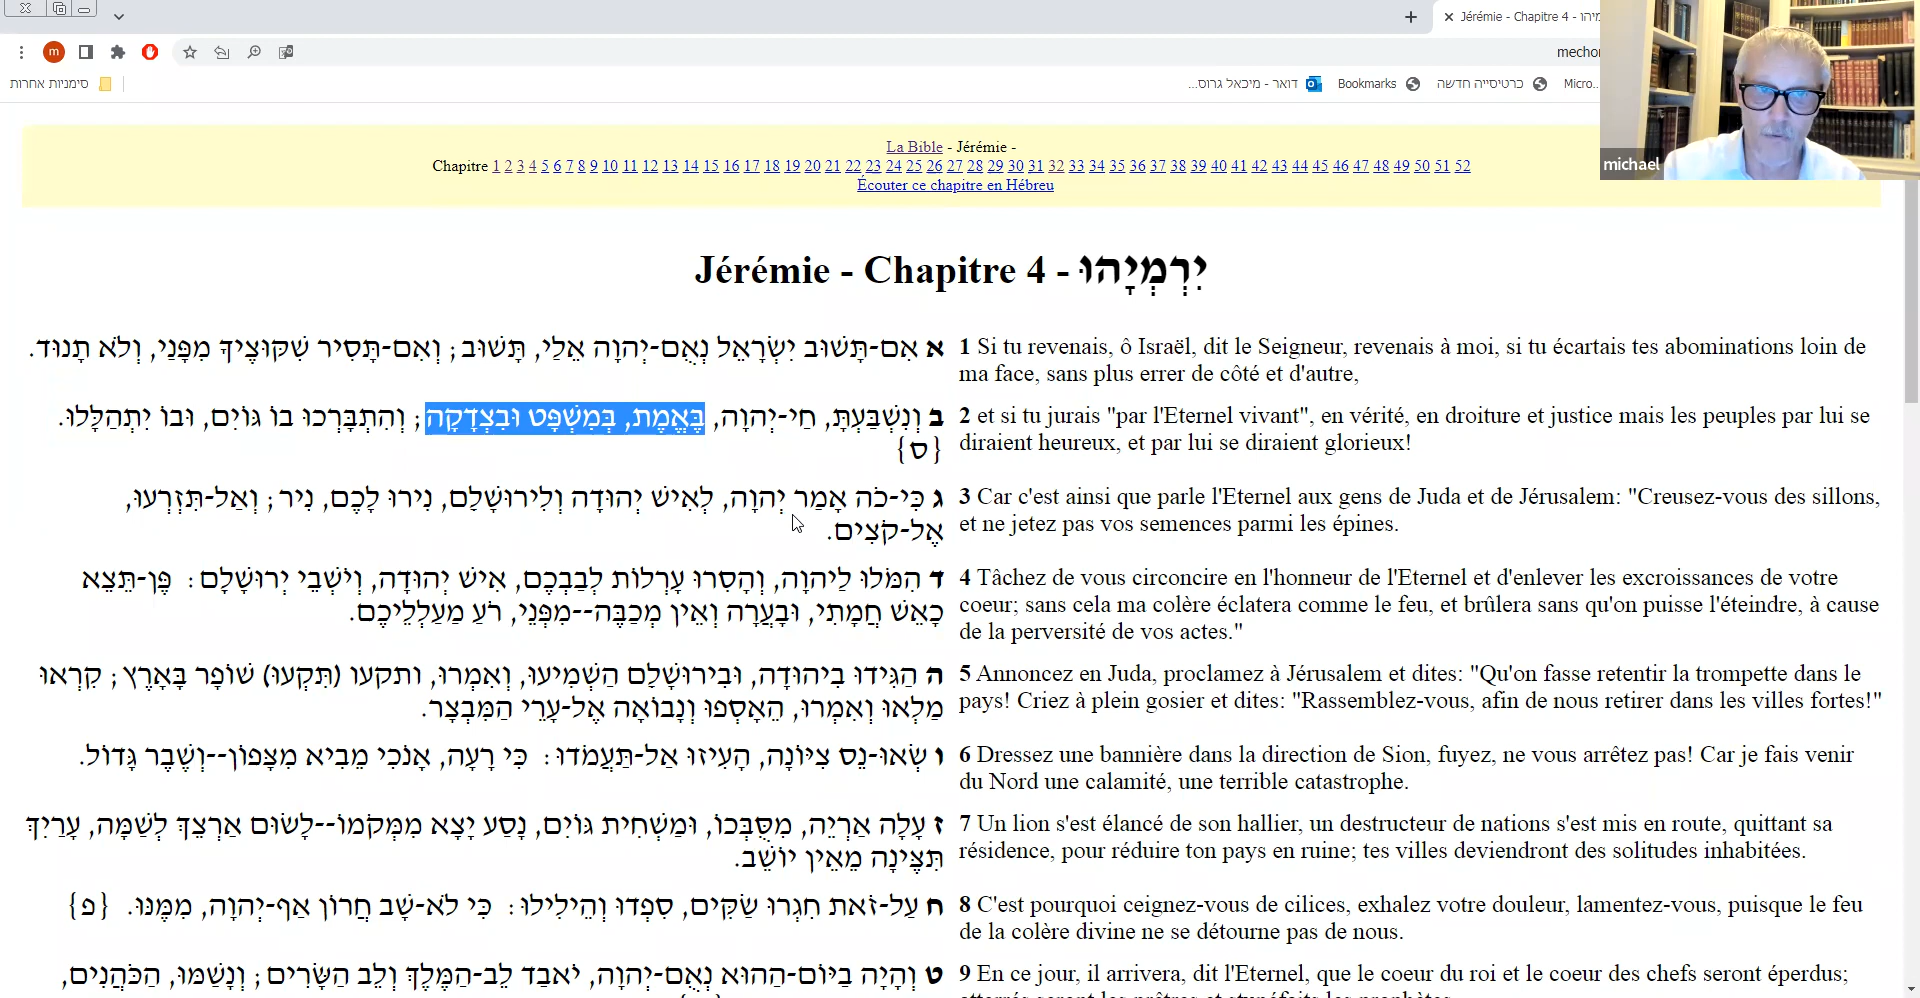 Jérémie - Chapitre 4 - ירמיהו
mechon
סימניות אחרות
דואר - מיכאל גרוס...
Bookmarks
כרטיסייה חדשה
Micro..
michael
La Bible - Jérémie -
Chapitre 1 2 3 4 5 6 7 8 9 10 11 12 13 14 15 16 17 18 19 20 21 22 23 24 25 26 27 28 29 30 31 32 33 34 35 36 37 38 39 40 41 42 43 44 45 46 47 48 49 50 51 52
Écouter ce chapitre en Hébreu
Jérémie - Chapitre 4 - יִרְמְיָהוּ
א אִם-תָּשׁוּב יִשְׂרָאֵל נְאֻם-יְהוָה אֵלַי, תָּשׁוּב; וְאִם-תָּסִיר שִׁקּוּצֶיךָ מִפָּנַי, וְלֹא תָנוּד.
1 Si tu revenais, ô Israël, dit le Seigneur, revenais à moi, si tu écartais tes abominations loin de
ma face, sans plus errer de côté et d'autre,
ב וְנִשְׁבַּעְתָּ, חַי-יְהוָה, בֶּאֱמֶת, בְּמִשְׁפָּט וּבִצְדָקָה; וְהִתְבָּרְכוּ בוֹ גּוֹיִם, וּבוֹ יִתְהַלָּלוּ.
{ס}
2 et si tu jurais "par l'Eternel vivant", en vérité, en droiture et justice mais les peuples par lui se
diraient heureux, et par lui se diraient glorieux!
ג כִּי-כֹה אָמַר יְהוָה, לְאִישׁ יְהוּדָה וְלִירוּשָׁלִַם, נִירוּ לָכֶם, נִיר; וְאַל-תִּזְרְעוּ,
אֶל-קֹצִים.
3 Car c'est ainsi que parle l'Eternel aux gens de Juda et de Jérusalem: "Creusez-vous des sillons,
et ne jetez pas vos semences parmi les épines.
ד הִמֹּלוּ לַיהוָה, וְהָסִרוּ עָרְלוֹת לְבַבְכֶם, אִישׁ יְהוּדָה, וְיֹשְׁבֵי יְרוּשָׁלִָם: פֶּן-תֵּצֵא
כָאֵשׁ חֲמָתִי, וּבָעֲרָה וְאֵין מְכַבֶּה--מִפְּנֵי, רֹעַ מַעַלְלֵיכֶם.
4 Tâchez de vous circoncire en l'honneur de l'Eternel et d'enlever les excroissances de votre
coeur; sans cela ma colère éclatera comme le feu, et brûlera sans qu'on puisse l'éteindre, à cause
de la perversité de vos actes."
ה הַגִּידוּ בִיהוּדָה, וּבִירוּשָׁלִַם הַשְׁמִיעוּ, וְאִמְרוּ, ותקעו (תִּקְעוּ) שׁוֹפָר בָּאָרֶץ; קִרְאוּ
מַלְאוּ וְאִמְרוּ, הֵאָסְפוּ וְנָבוֹאָה אֶל-עָרֵי הַמִּבְצָר.
5 Annoncez en Juda, proclamez à Jérusalem et dites: "Qu'on fasse retentir la trompette dans le
pays! Criez à plein gosier et dites: "Rassemblez-vous, afin de nous retirer dans les villes fortes!"
ו שְׂאוּ-נֵס צִיּוֹנָה, הָעִיזוּ אַל-תַּעֲמֹדוּ: כִּי רָעָה, אָנֹכִי מֵבִיא מִצָּפוֹן--וְשֶׁבֶר גָּדוֹל.
6 Dressez une bannière dans la direction de Sion, fuyez, ne vous arrêtez pas! Car je fais venir
du Nord une calamité, une terrible catastrophe.
ז עָלָה אַרְיֵה, מִסֻּבְּכוֹ, וּמַשְׁחִית גּוֹיִם, נָסַע יָצָא מִמְּקֹמוֹ--לָשׂוּם אַרְצֵךְ לְשַׁמָּה, עָרַיִךְ
תִּצֶּינָה מֵאֵין יוֹשֵׁב.
7 Un lion s'est élancé de son hallier, un destructeur de nations s'est mis en route, quittant sa
résidence, pour réduire ton pays en ruine; tes villes deviendront des solitudes inhabitées.
ח עַל-זֹאת חִגְרוּ שַׂקִּים, סִפְדוּ וְהֵילִילוּ: כִּי לֹא-שָׁב חֲרוֹן אַף-יְהוָה, מִמֶּנּוּ. {פ}
8 C'est pourquoi ceignez-vous de cilices, exhalez votre douleur, lamentez-vous, puisque le feu
de la colère divine ne se détourne pas de nous.
ט וְהָיָה בַיּוֹם-הַהוּא נְאֻם-יְהוָה, יֹאבַד לֵב-הַמֶּלֶךְ וְלֵב הַשָּׂרִים; וְנָשַׁמּוּ, הַכֹּהֲנִים,
9 En ce jour, il arrivera, dit l'Eternel, que le coeur du roi et le coeur des chefs seront éperdus;